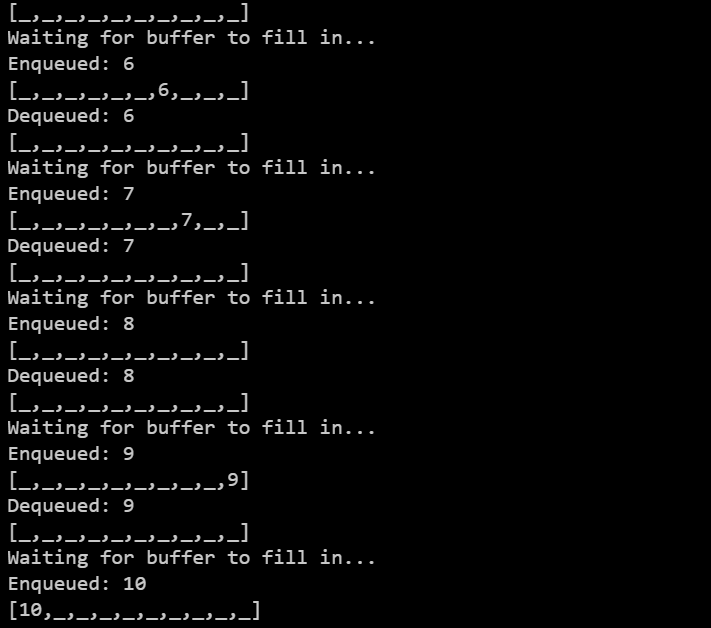 [_,_,_,_,_,_,_,_,_,_]
Waiting for buffer to fill in...
Enqueued: 6
[_,_,_,_,_,_,6,_,_,_]
Dequeued: 6
[_,_,_,_,_,_,_,_,_,_]
Waiting for buffer to fill in...
Enqueued: 7
[_,_,_,_,_,_,_,7,_,_]
Dequeued: 7
[_,_,_,_,_,_,_,_,_,_]
Waiting for buffer to fill in...
Enqueued: 8
[_,_,_,_,_,_,_,_,_,_]
Dequeued: 8
[_,_,_,_,_,_,_,_,_,_]
Waiting for buffer to fill in...
Enqueued: 9
[_,_,_,_,_,_,_,_,_,9]
Dequeued: 9
[_,_,_,_,_,_,_,_,_,_]
Waiting for buffer to fill in...
Enqueued: 10
[10,_,_,_,_,_,_,_,_,_]